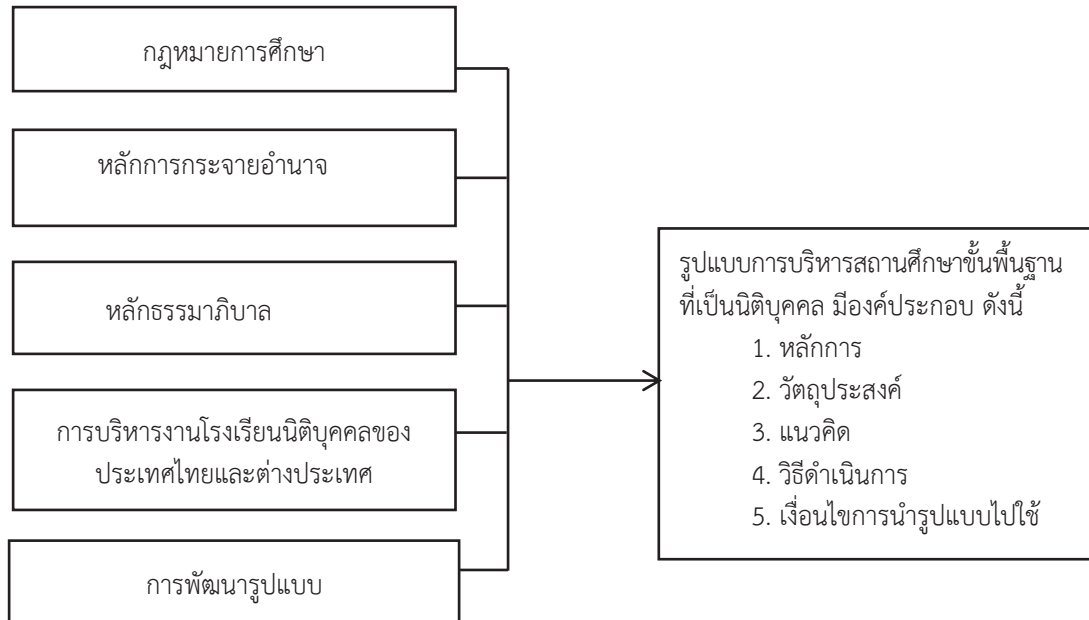 กฎหมายการศึกษา
หลักการกระจายอำนาจ
หลักธรรมาภิบาล
การบริหารงานโรงเรียนนิติบุคคลของ
ประเทศไทยและต่างประเทศ
การพัฒนารูปแบบ
รูปแบบการบริหารสถานศึกษาขั้นพื้นฐาน
ที่เป็นนิติบุคคล มีองค์ประกอบ ดังนี้
1. หลักการ
2. วัตถุประสงค์
3. แนวคิด
4. วิธีดำเนินการ
5. เงื่อนไขการนำรูปแบบไปใช้